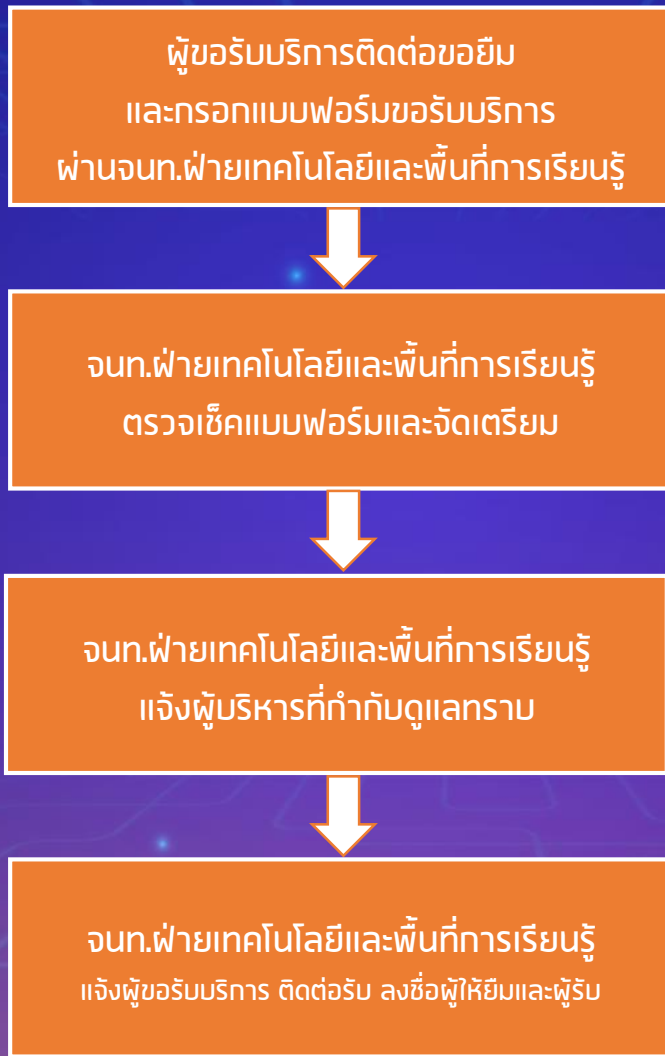 ผู้ขอรับบริการติดต่อขอยืม
และกรอกแบบฟอร์มขอรับบริการ
ผ่านจนท.ฝ่ายเทคโนโลยีและพื้นที่การเรียนรู้
จนท.ฝ่ายเทคโนโลยีและพื้นที่การเรียนรู้
ตรวจเช็คแบบฟอร์มและจัดเตรียม
จนท.ฝ่ายเทคโนโลยีและพื้นที่การเรียนรู้
แจ้งผู้บริหารที่กำกับดูแลทราบ
จนท.ฝ่ายเทคโนโลยีและพื้นที่การเรียนรู้
แจ้งผู้ขอรับบริการ ติดต่อรับ ลงชื่อผู้ให้ยืมและผู้รับ